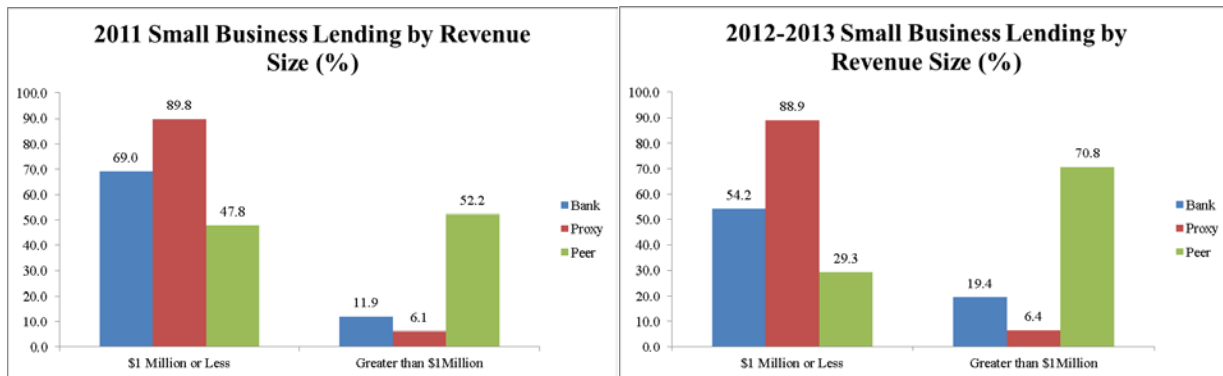 2011 Small Business Lending by Revenue
Size (%)
100.0
90.0
80.0
70.0
60.0
50.0
40.0
30.0
20.0
10.0
0.0
69.0
89.8
47.8
11.9
6.1
52.2
$1 Million or Less
Greater than $1Million
Bank
Proxy
Peer
2012-2013 Small Business Lending by
Revenue Size (%)
100.0
90.0
80.0
70.0
60.0
50.0
40.0
30.0
20.0
10.0
0.0
54.2
88.9
29.3
19.4
6.4
70.8
$1 Million or Less
Greater than $1Million
Bank
Proxy
Peer